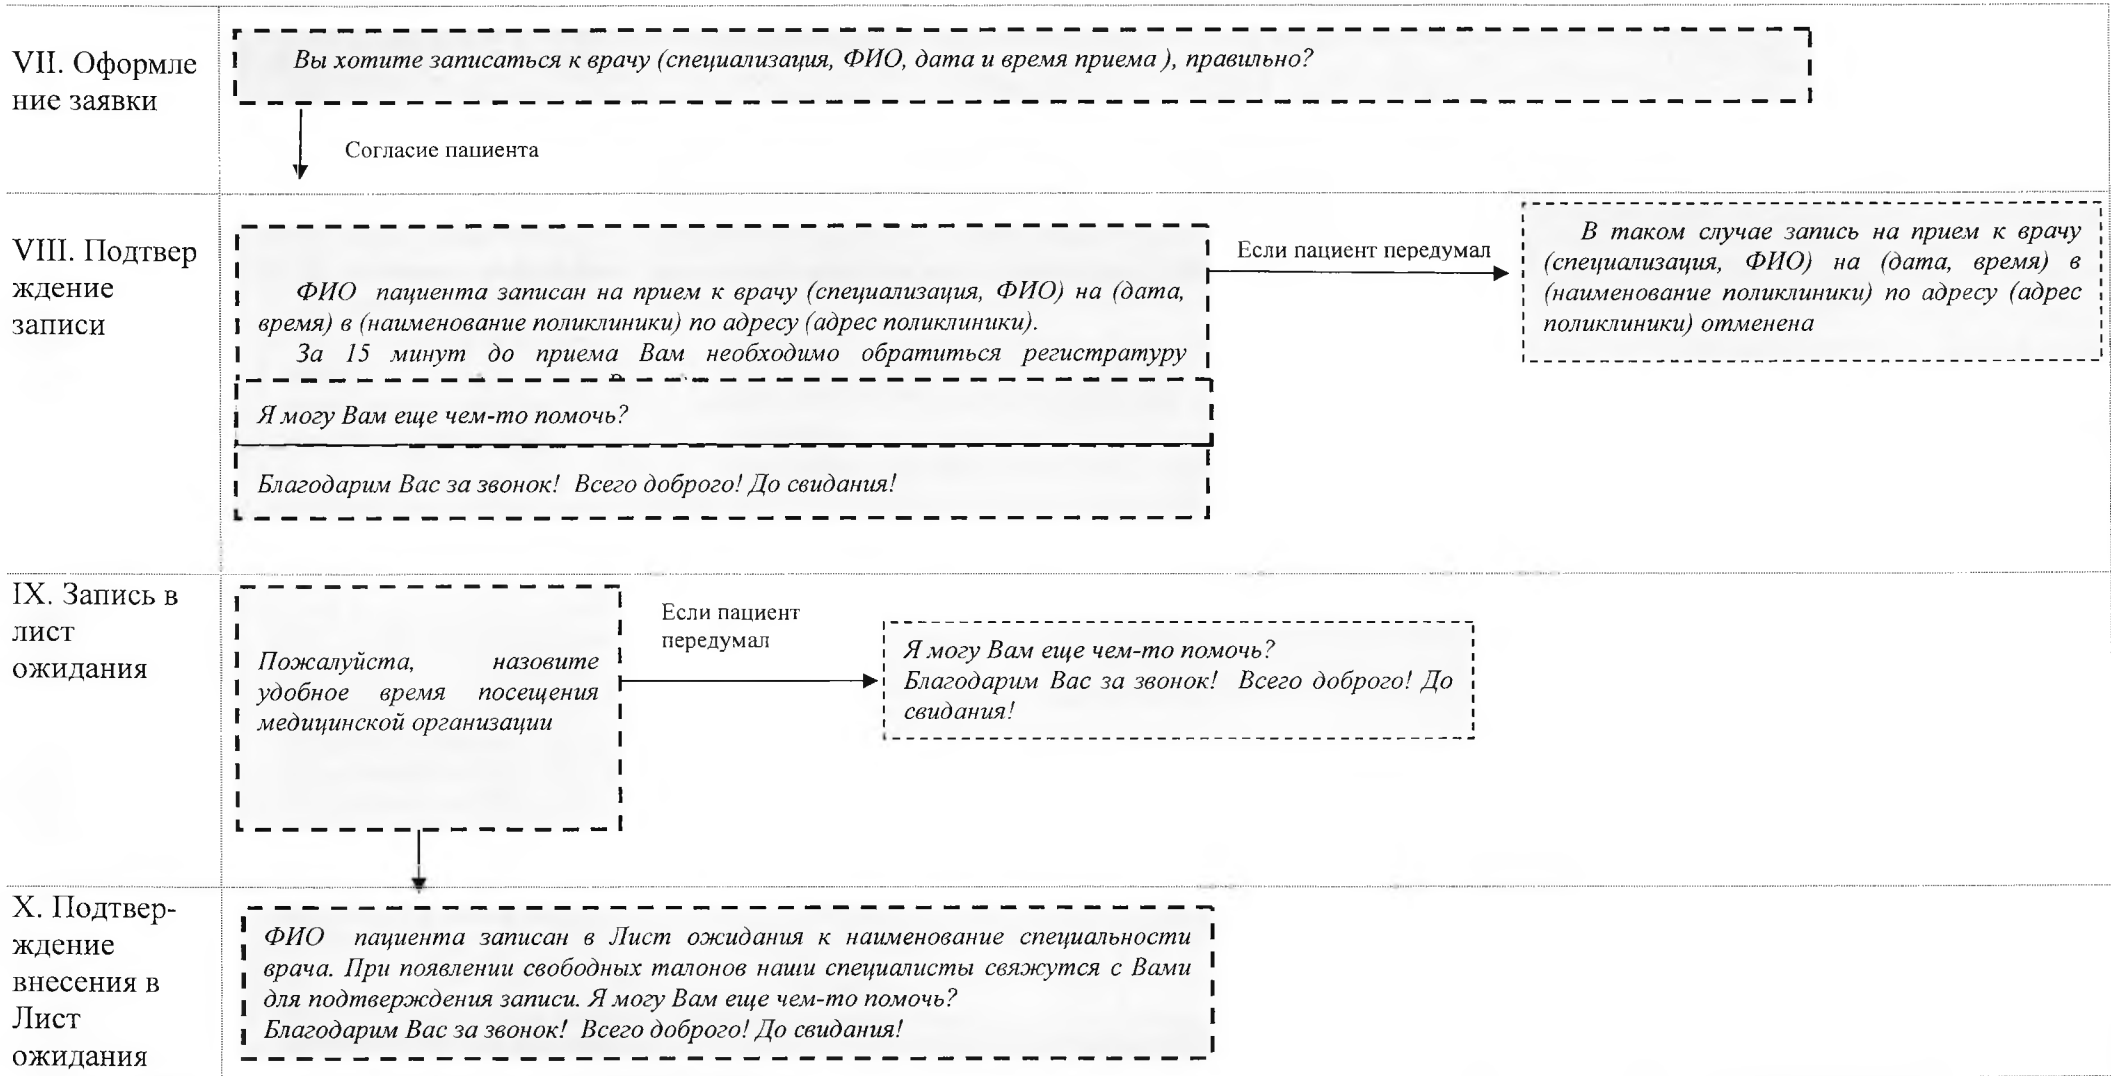 VII. Оформле
ние заявки
Вы хотите записаться к врачу (специализация, ФИО, дата и время приема ), правильно?
Согласие пациента
VIII. Подтвер
ждение
записи
ФИО пациента записан на прием к врачу (специализация, ФИО) на (дата,
время) в (наименование поликлиники) по адресу (адрес поликлиники).
За 15 минут до приема Вам необходимо обратиться регистратуру
Я могу Вам еще чем-то помочь?
Благодарим Вас за звонок! Всего доброго! До свидания!
Если пациент передумал
В таком случае запись на прием к врачу
(специализация, ФИО) на (дата, время) в
(наименование поликлиники) по адресу (адрес
поликлиники) отменена
IX. Запись в
лист
ожидания
Пожалуйста, назовите
удобное время посещения
медицинской организации
Если пациент
передумал
Я могу Вам еще чем-то помочь?
Благодарим Вас за звонок! Всего доброго! До
свидания!
X. Подтвер-
ждение
внесения в
Лист
ожидания
ФИО пациента записан в Лист ожидания к наименование специальности
врача. При появлении свободных талонов наши специалисты свяжутся с Вами
для подтверждения записи. Я могу Вам еще чем-то помочь?
Благодарим Вас за звонок! Всего доброго! До свидания!